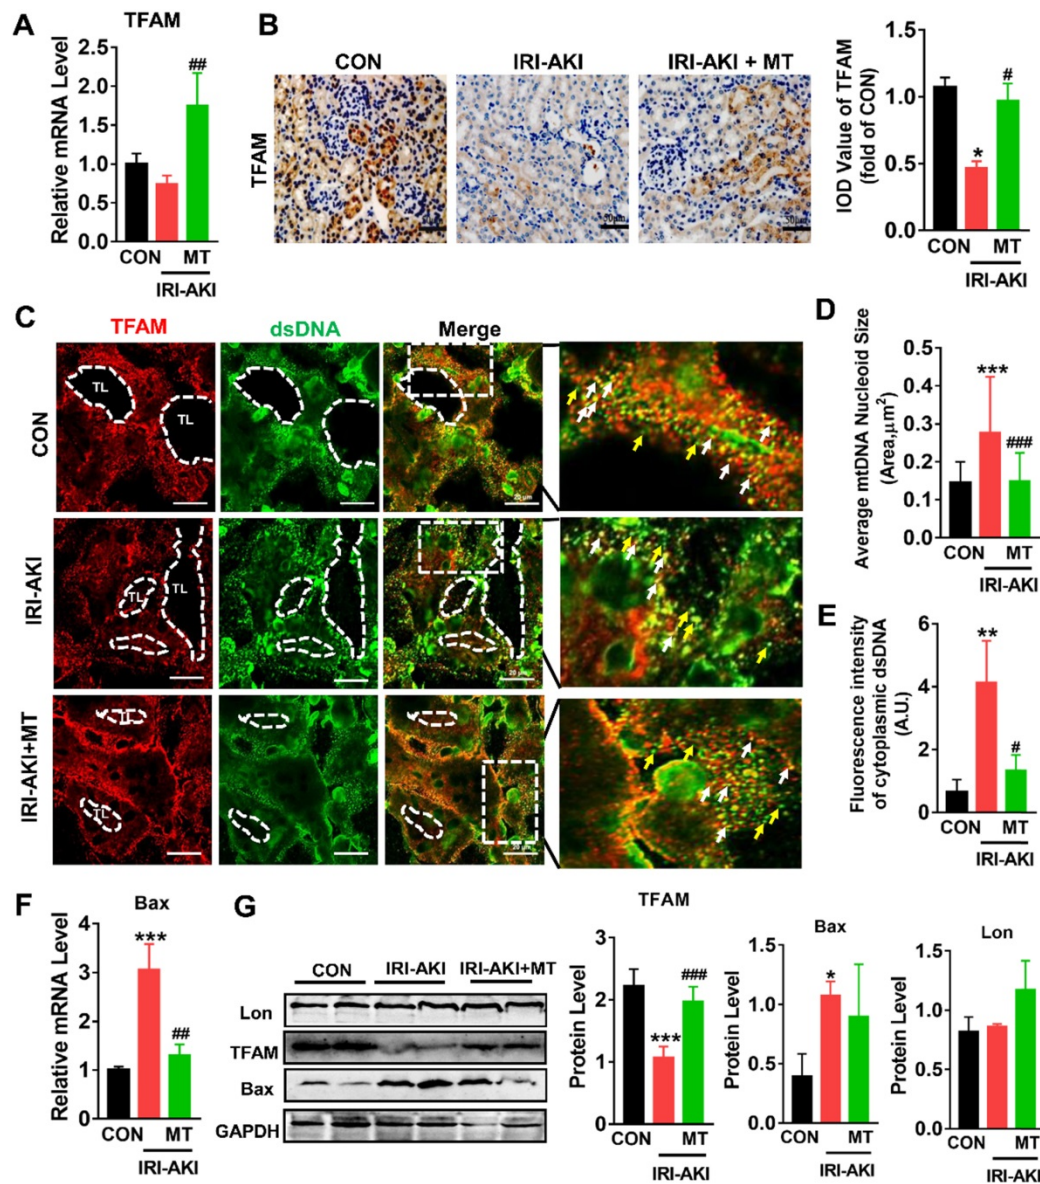 A
TFAM
Relative mRNA Level
2.5
2.0
1.5
1.0
0.5
0.0
##
CON
MT
IRI-AKI
B
CON
IRI-AKI
IRI-AKI + MT
TFAM
50μm
50μm
IOD Value of TFAM
(fold of CON)
1.5
1.0
0.5
0.0
*
#
CON
MT
IRI-AKI
C
TFAM
dsDNA
Merge
CON
TL
TL
20 μm
IRI-AKI
TL
TL
20 μm
IRI-AKI+MT
TL
TL
20 μm
D
Average mtDNA Nucleoid Size
(Area,μm²)
0.4
0.3
0.2
0.1
0.0
***
###
CON
MT
IRI-AKI
E
Fluorescence intensity
of cytoplasmic dsDNA
(A.U.)
6
4
2
0
**
#
CON
MT
IRI-AKI
F
Bax
Relative mRNA Level
4
3
2
1
0
***
##
CON
MT
IRI-AKI
G
CON
IRI-AKI
IRI-AKI+MT
Lon
TFAM
Bax
GAPDH
TFAM
Protein Level
3
2
1
0
***
###
CON
MT
IRI-AKI
Bax
Protein Level
1.5
1.0
0.5
0.0
*
CON
MT
IRI-AKI
Lon
Protein Level
1.5
1.0
0.5
0.0
CON
MT
IRI-AKI